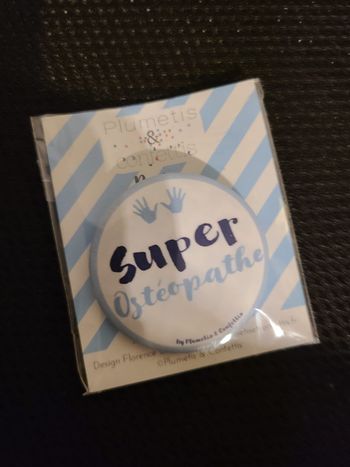 Plumetis
&
confettis
Super
Ostéopathe
by Plumetis & Confettis
Design Florence
©Plumetis & Confettis